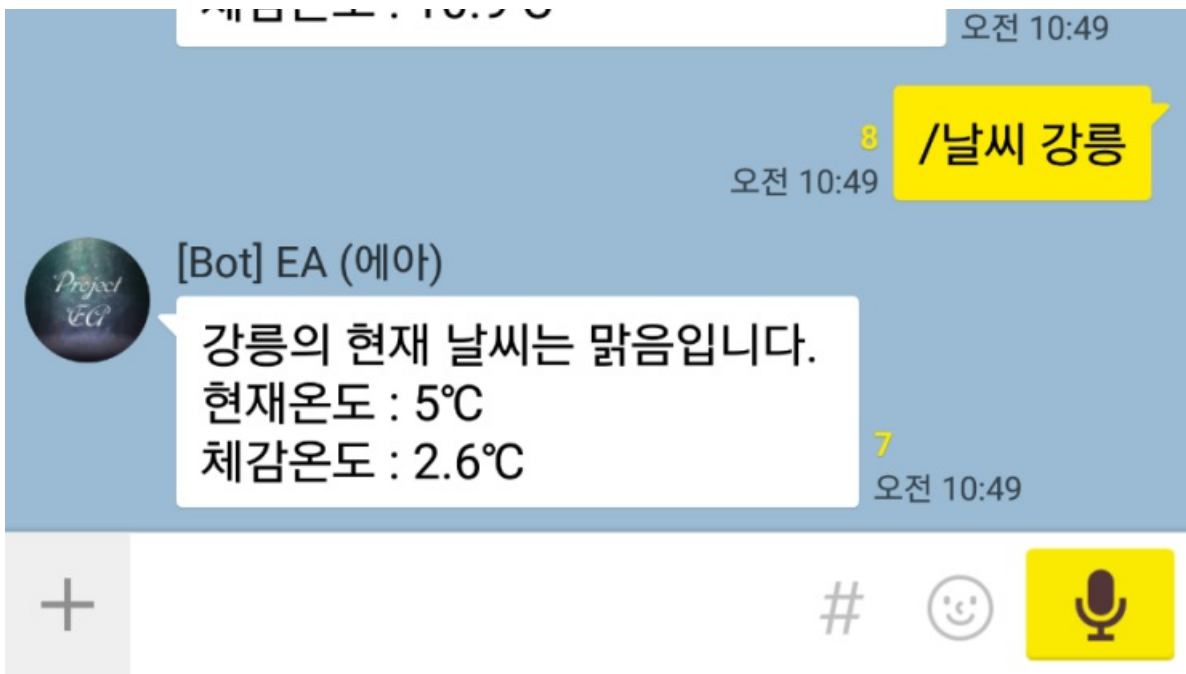 오전 10:49
/날씨 강릉
8
오전 10:49
[Bot] EA (에아)
Project
EA
강릉의 현재 날씨는 맑음입니다.
현재온도 : 5℃
체감온도 : 2.6℃
7
오전 10:49
#